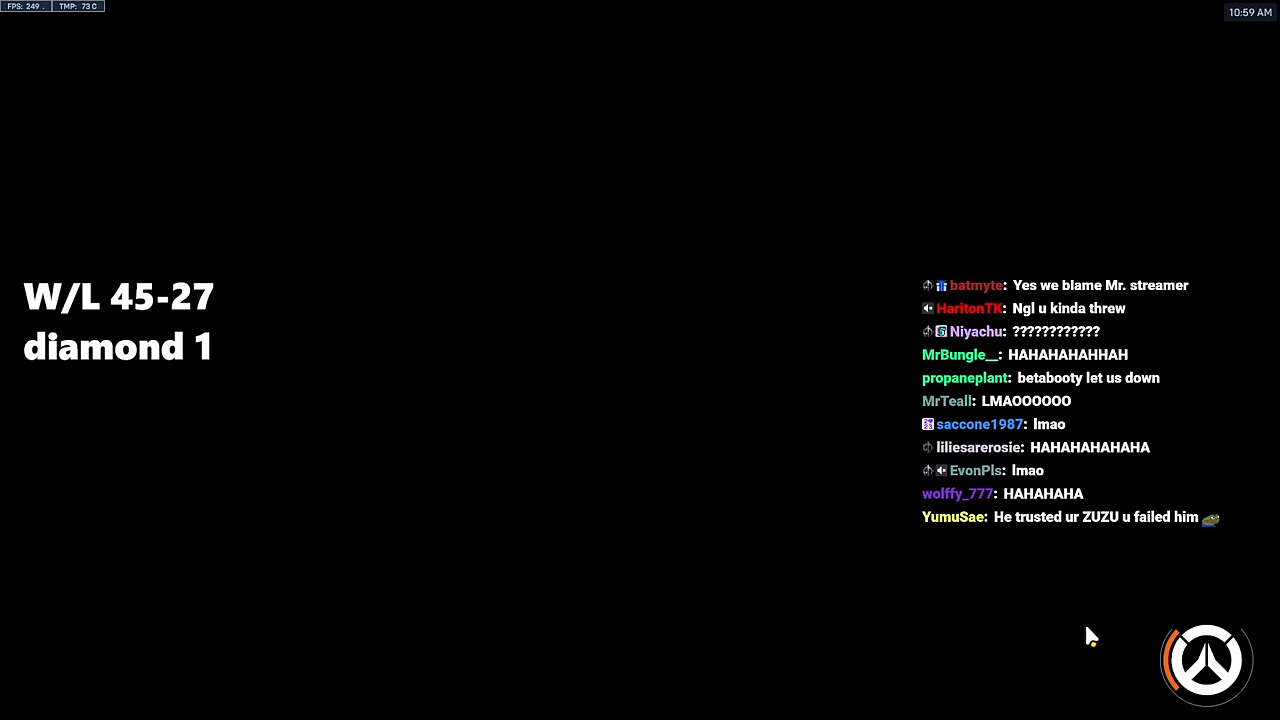 FPS: 249 . TMP: 73 C
10:59 AM
W/L 45-27
diamond 1
batmyte: Yes we blame Mr. streamer
HaritonTK: Ngl u kinda threw
Niyachu: ????????????
MrBungle__: HAHAHAHAHHAH
propaneplant: betabooty let us down
MrTeall: LMAOOOOOO
saccone1987: lmao
liliesarerosie: HAHAHAHAHAHA
EvonPls: lmao
wolffy_777: HAHAHAHA
YumuSae: He trusted ur ZUZU u failed him